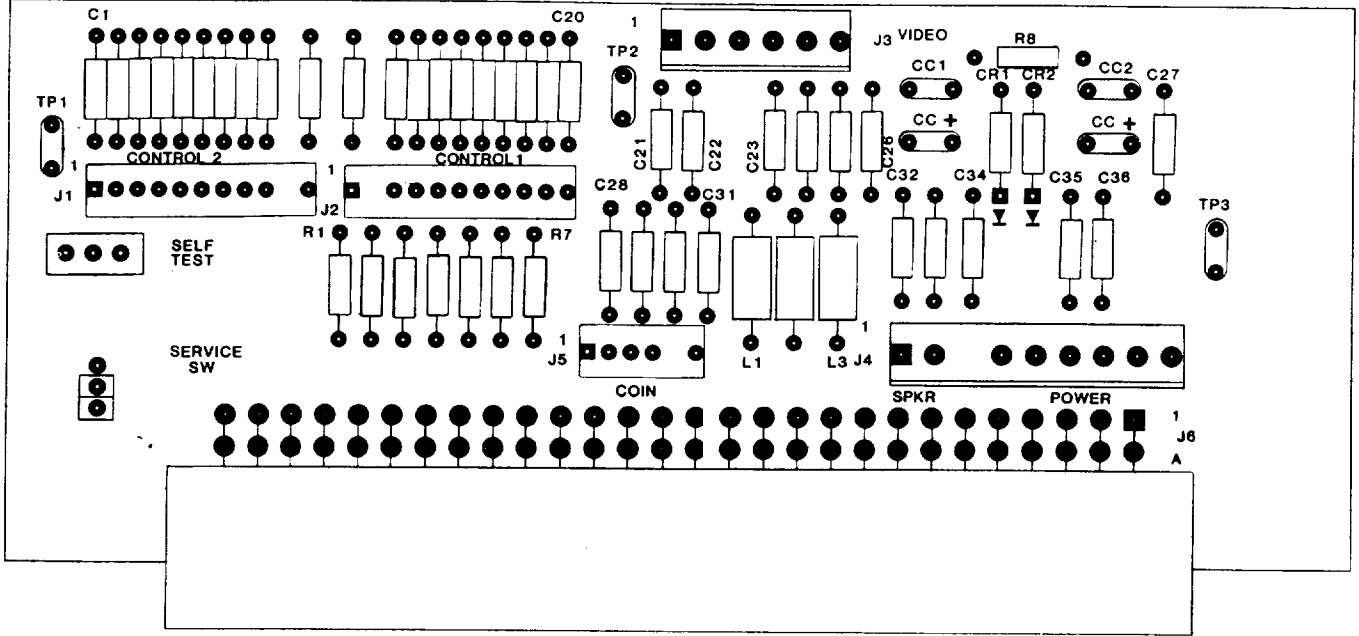 C1
C20
1
J3 VIDEO
R8
TP2
CC1
CR1 CR2
CC2
C27
TP1
CC +
CC +
C21
C22
C23
C26
1
CONTROL 2
1
CONTROL 1
J1
J2
C28
C31
C32
C34
C35
C36
TP3
R1
R7
SELF
TEST
1
1
SERVICE
SW
J5
L1
L3
J4
COIN
SPKR
POWER
1
J6
A